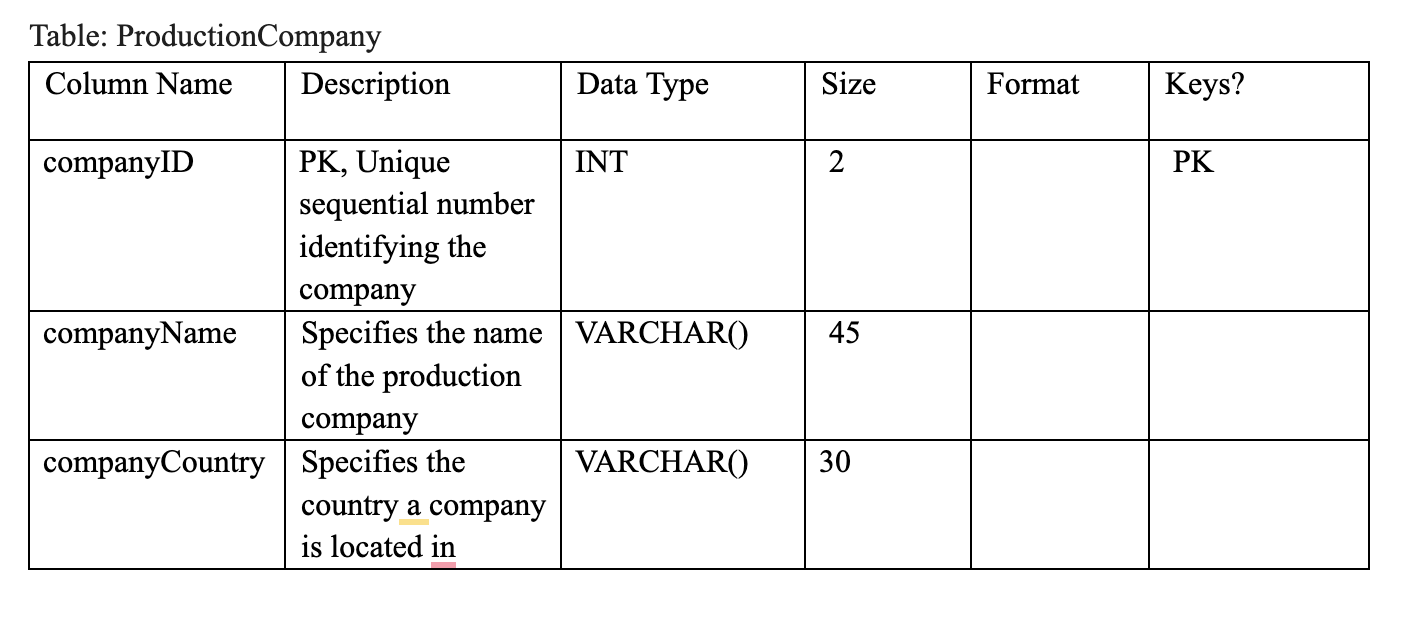 Table: ProductionCompany
Column Name Description Data Type Size Format Keys?
companyID PK, Unique INT 2 PK
sequential number
identifying the
company
companyName Specifies the name VARCHAR() 45
of the production
company
companyCountry Specifies the VARCHAR() 30
country a company
is located in